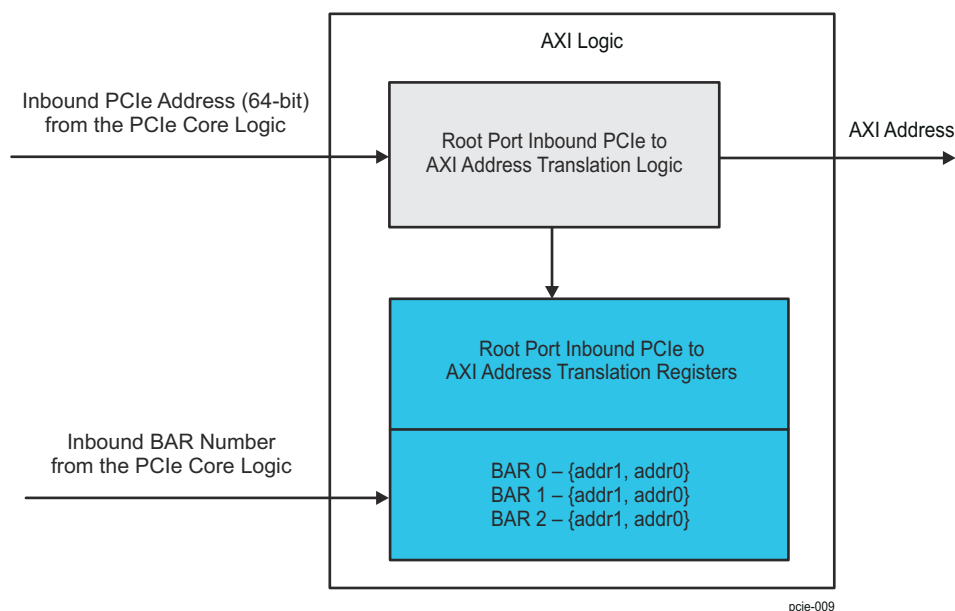 AXI Logic
Inbound PCIe Address (64-bit)
from the PCIe Core Logic
Root Port Inbound PCIe to
AXI Address Translation Logic
AXI Address
Root Port Inbound PCIe to
AXI Address Translation Registers
Inbound BAR Number
from the PCIe Core Logic
BAR 0 – {addr1, addr0}
BAR 1 – {addr1, addr0}
BAR 2 – {addr1, addr0}
pcie-009